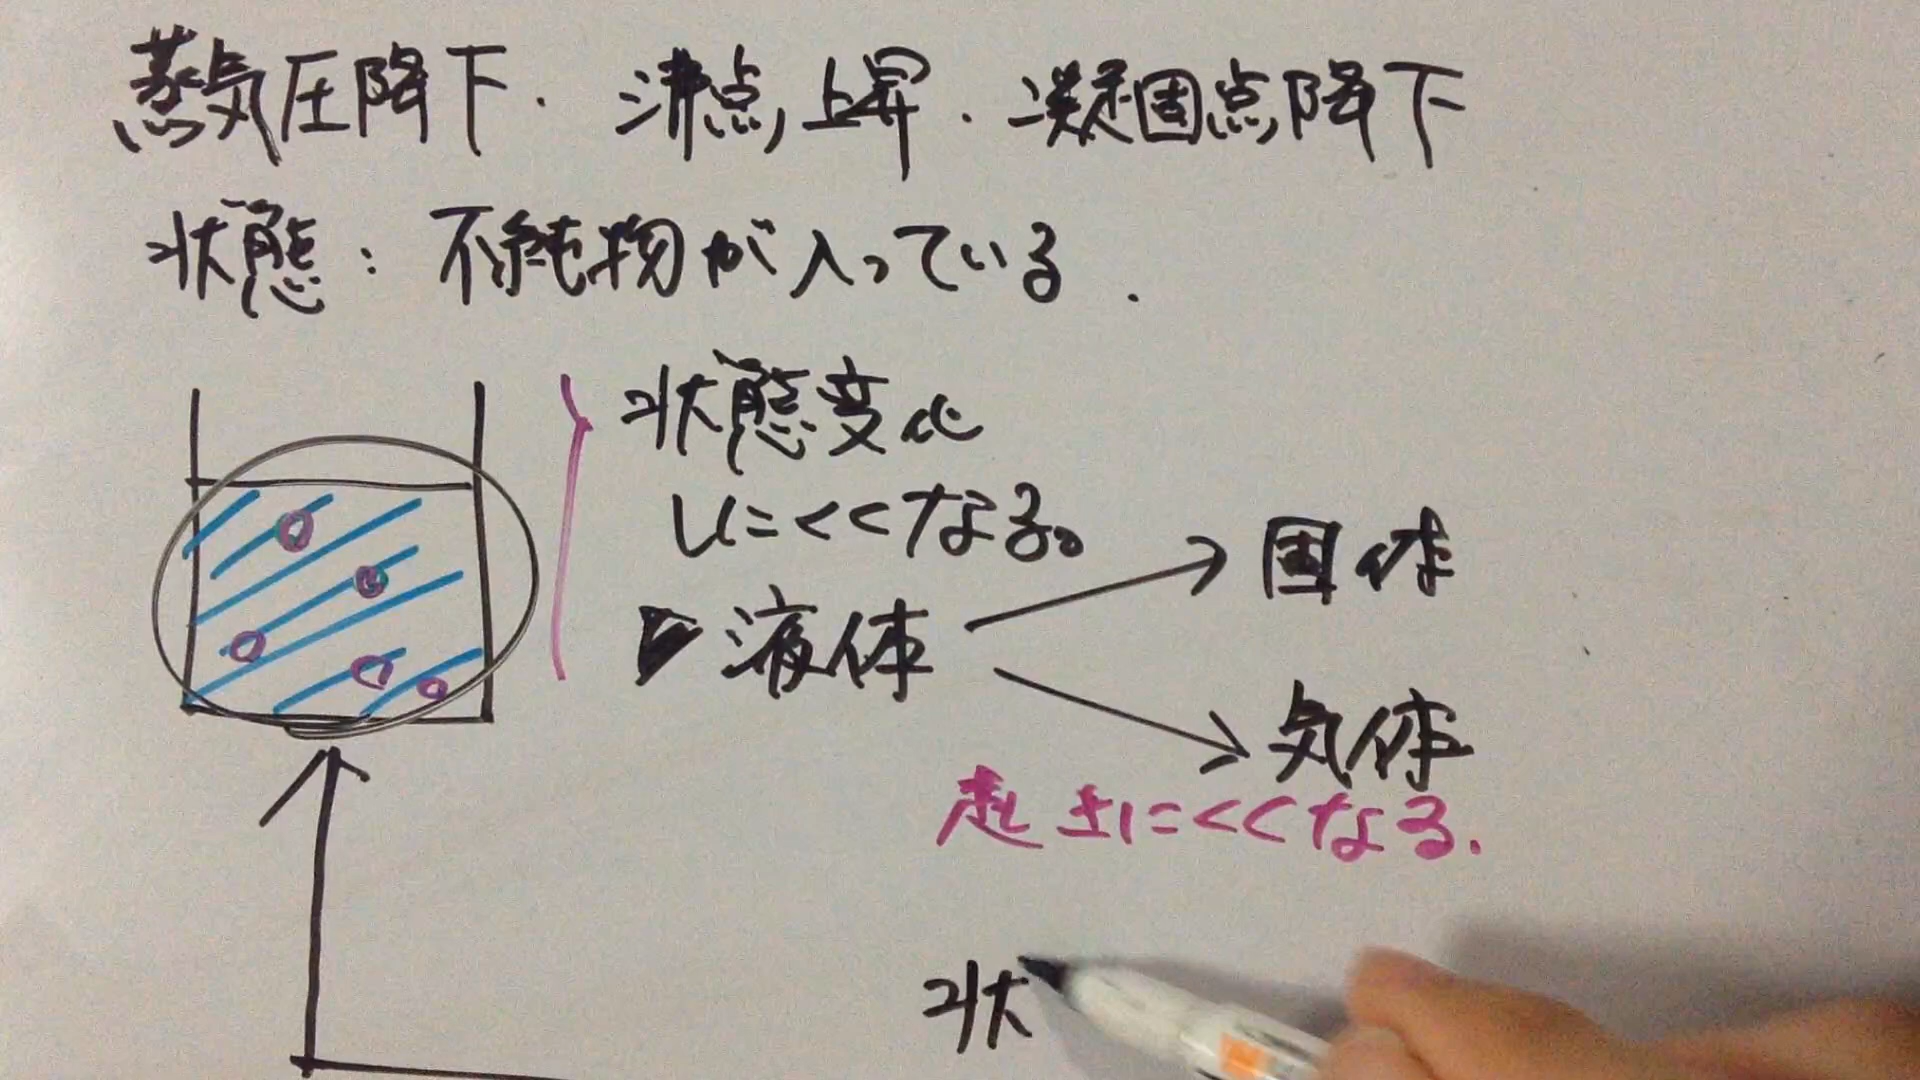 蒸気圧降下・沸点上昇・凝固点降下
状態:不純物が入っている.
状態変化
しにくくなる。
▶液体
固体
気体
起きにくくなる.
状